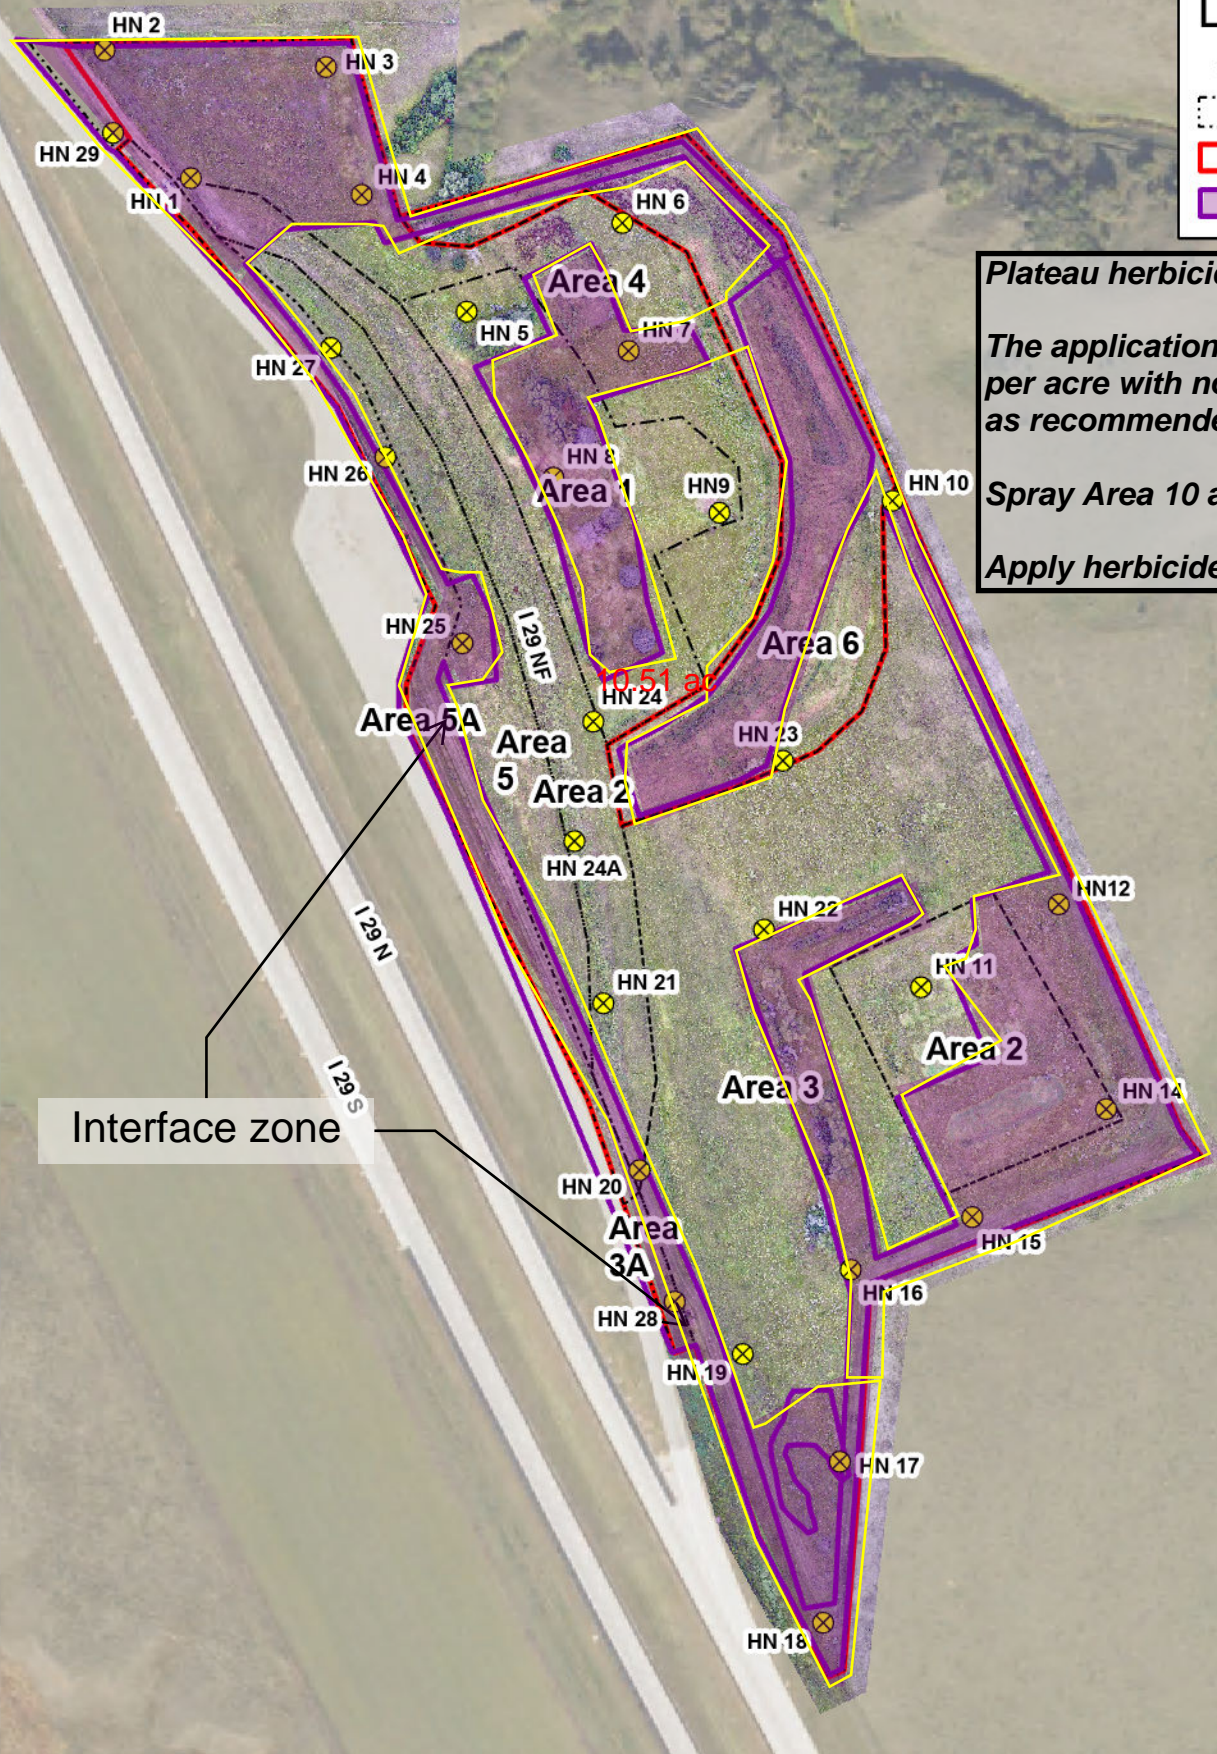 HN 2
HN 3
HN 29
HN 1
HN 4
HN 6
Area 4
HN 5
HN 7
HN 27
HN 26
HN 8
Area 1
HN9
HN 10
Plateau herbicid
The application
per acre with no
as recommende
Spray Area 10 a
Apply herbicide
HN 25
I 29 NF
Area 6
10.51 ac
HN 24
Area 5A
Area
5
HN 23
Area 2
HN 24A
HN12
HN 22
I 29 N
HN 11
HN 21
Area 2
I 29 S
Area 3
HN 14
Interface zone
HN 20
Area
3A
HN 15
HN 16
HN 28
HN 19
HN 17
HN 18